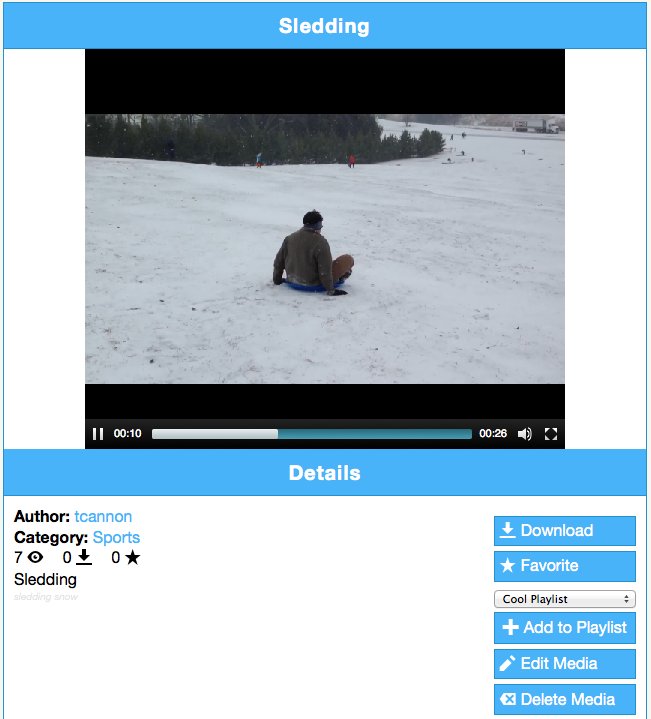 Sledding
00:10
00:26
Details
Author: tcannon
Category: Sports
7 0 0
Sledding
sledding snow
Download
Favorite
Cool Playlist
Add to Playlist
Edit Media
Delete Media